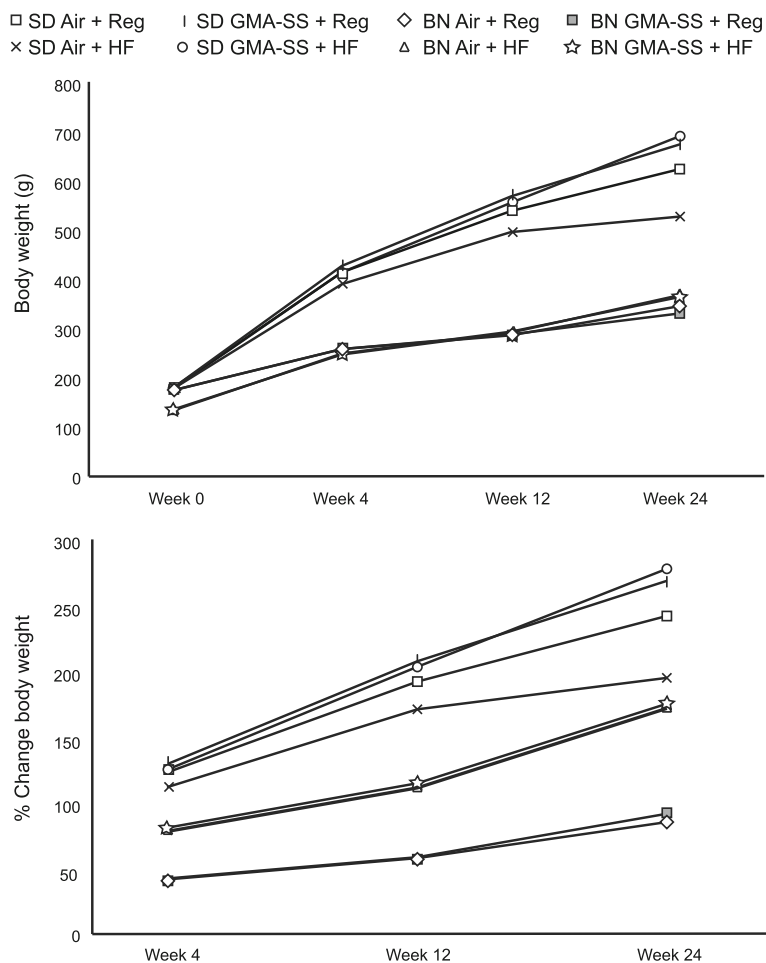 SD Air + Reg SD GMA-SS + Reg BN Air + Reg BN GMA-SS + Reg
SD Air + HF SD GMA-SS + HF BN Air + HF BN GMA-SS + HF
800
700
600
500
400
300
200
100
0
Body weight (g)
Week 0 Week 4 Week 12 Week 24
300
250
200
150
100
50
0
% Change body weight
Week 4 Week 12 Week 24